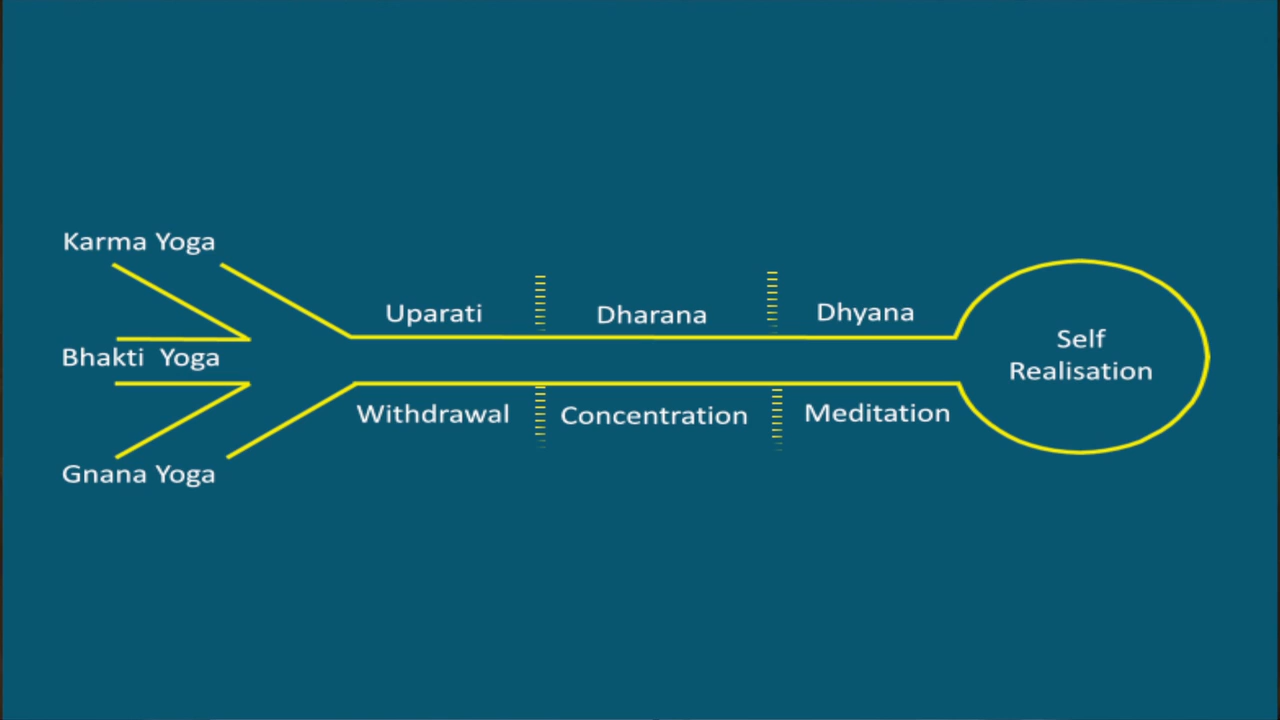 Karma Yoga
Bhakti Yoga
Gnana Yoga
Uparati
Dharana
Dhyana
Withdrawal
Concentration
Meditation
Self
Realisation